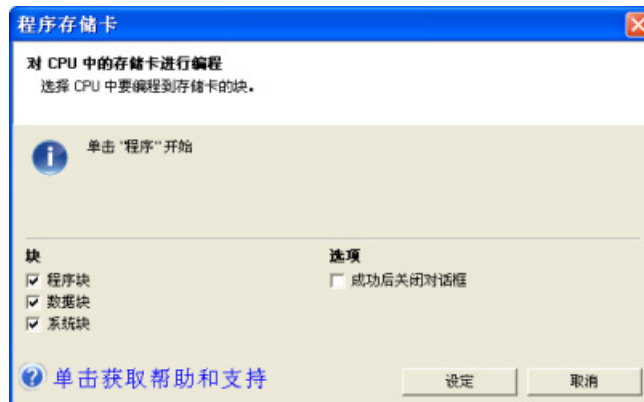 程序存储卡
对 CPU 中的存储卡进行编程
选择 CPU 中要编程到存储卡的块。
单击 "程序" 开始
块
选项
程序块
成功后关闭对话框
数据块
系统块
单击获取帮助和支持
设定
取消